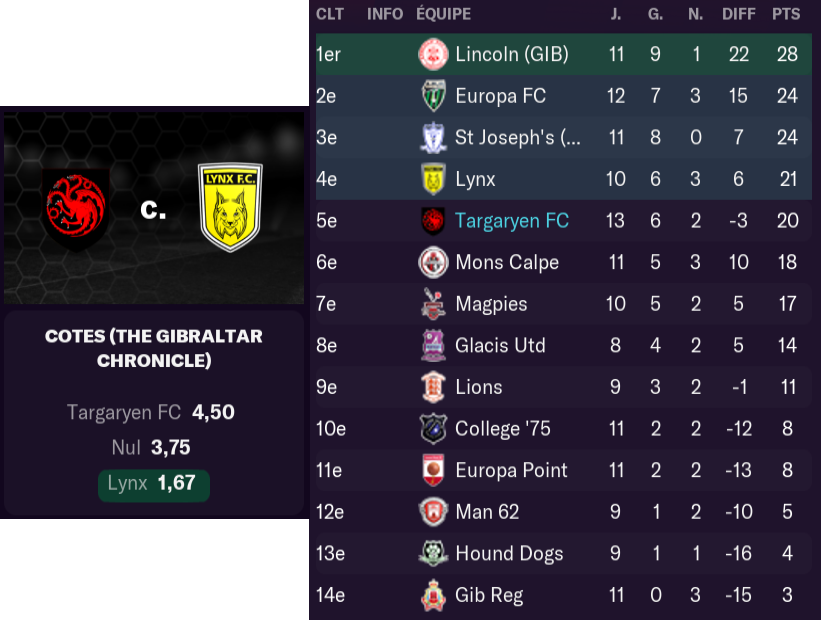 LYNX F.C.
c.
COTES (THE GIBRALTAR
CHRONICLE)
Targaryen FC 4,50
Nul 3,75
Lynx 1,67
CLT INFO ÉQUIPE J. G. N. DIFF PTS
1er Lincoln (GIB) 11 9 1 22 28
2e Europa FC 12 7 3 15 24
3e St Joseph's (... 11 8 0 7 24
4e Lynx 10 6 3 6 21
5e Targaryen FC 13 6 2 -3 20
6e Mons Calpe 11 5 3 10 18
7e Magpies 10 5 2 5 17
8e Glacis Utd 8 4 2 5 14
9e Lions 9 3 2 -1 11
10e College '75 11 2 2 -12 8
11e Europa Point 11 2 2 -13 8
12e Man 62 9 1 2 -10 5
13e Hound Dogs 9 1 1 -16 4
14e Gib Reg 11 0 3 -15 3